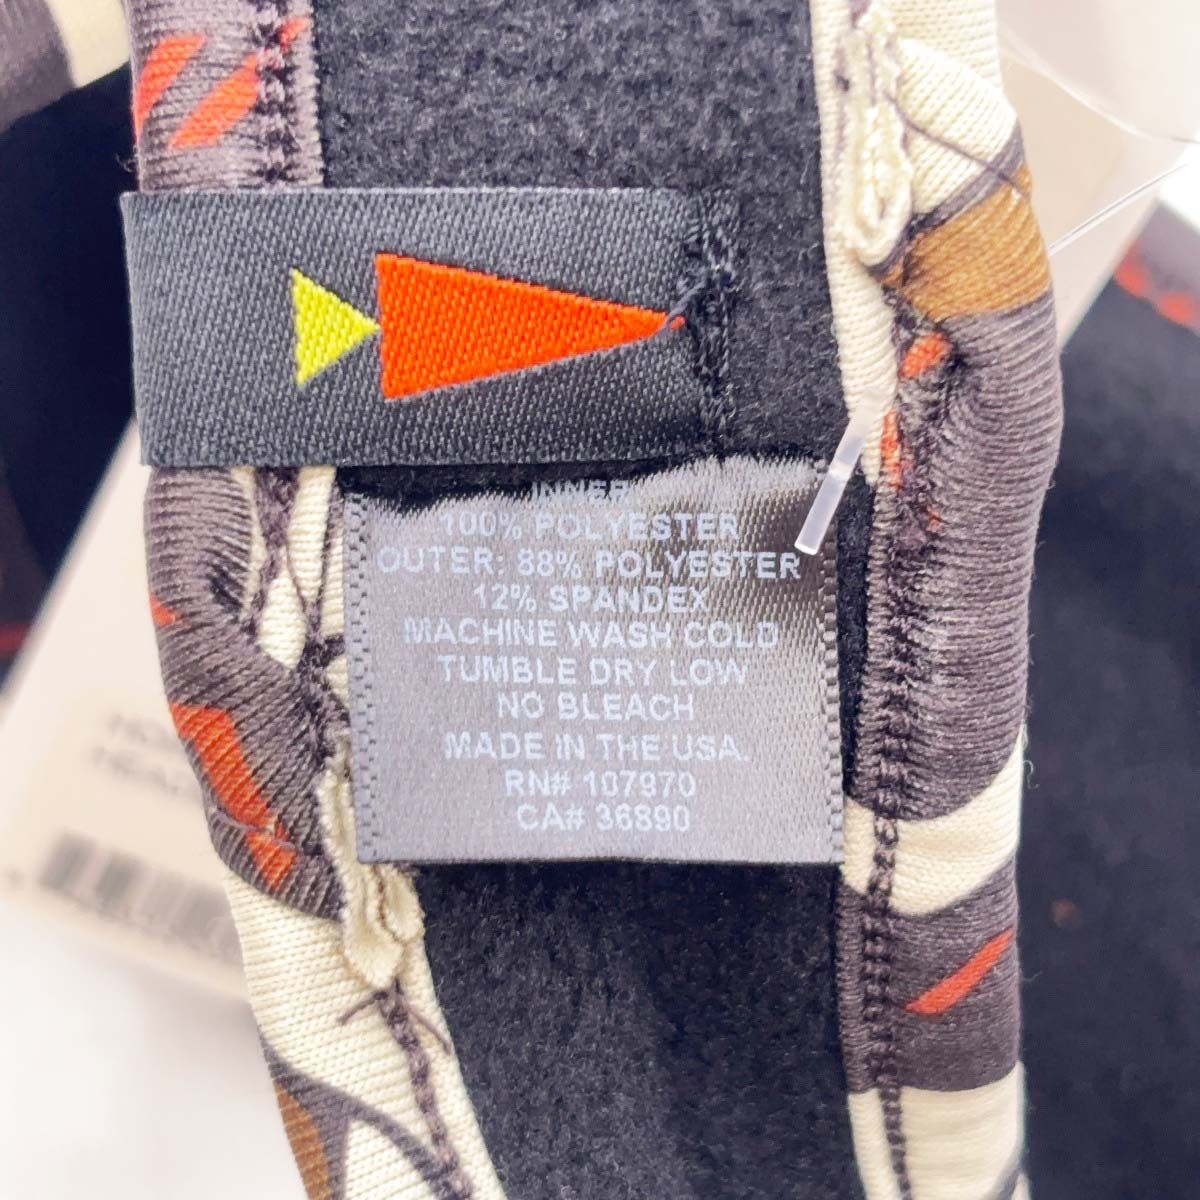 INNER
100% POLYESTER
OUTER: 88% POLYESTER
12% SPANDEX
MACHINE WASH COLD
TUMBLE DRY LOW
NO BLEACH
MADE IN THE USA.
RN# 107970
CA# 36890